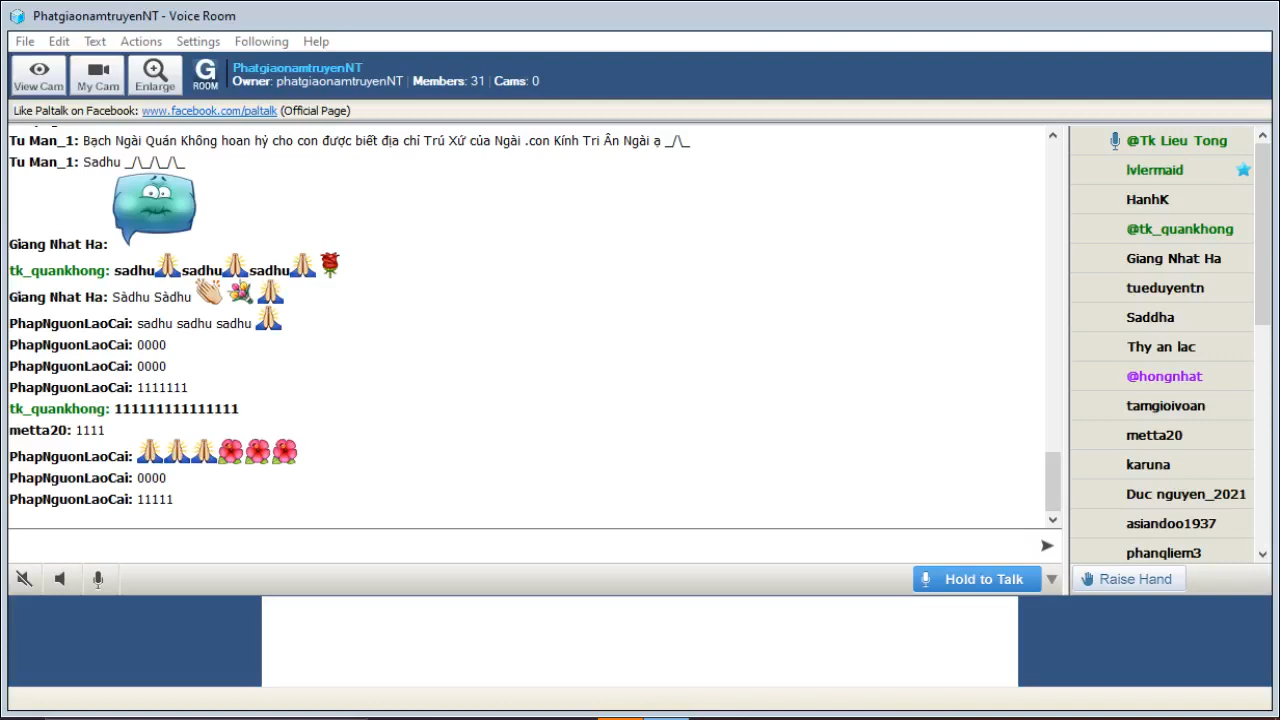 PhatgiaonamtruyenNT - Voice Room
File Edit Text Actions Settings Following Help
View Cam My Cam Enlarge G ROOM
PhatgiaonamtruyenNT
Owner: phatgiaonamtruyenNT Members: 31 Cams: 0
Like Paltalk on Facebook: www.facebook.com/paltalk (Official Page)
Tu Man_1: Bạch Ngài Quán Không hoan hỷ cho con được biết địa chỉ Trú Xứ của Ngài .con Kính Tri Ân Ngài ạ _/\_
Tu Man_1: Sadhu _/\_/\_/\_
Giang Nhat Ha:
tk_quankhong: sadhu sadhu sadhu
Giang Nhat Ha: Sàdhu Sàdhu
PhapNguonLaoCai: sadhu sadhu sadhu
PhapNguonLaoCai: 0000
PhapNguonLaoCai: 0000
PhapNguonLaoCai: 1111111
tk_quankhong: 111111111111111
metta20: 1111
PhapNguonLaoCai:
PhapNguonLaoCai: 0000
PhapNguonLaoCai: 11111
@Tk Lieu Tong
lvlermaid
HanhK
@tk_quankhong
Giang Nhat Ha
tueduyentn
Saddha
Thy an lac
@hongnhat
tamgioivoan
metta20
karuna
Duc nguyen_2021
asiandoo1937
phanqliem3
Hold to Talk
Raise Hand